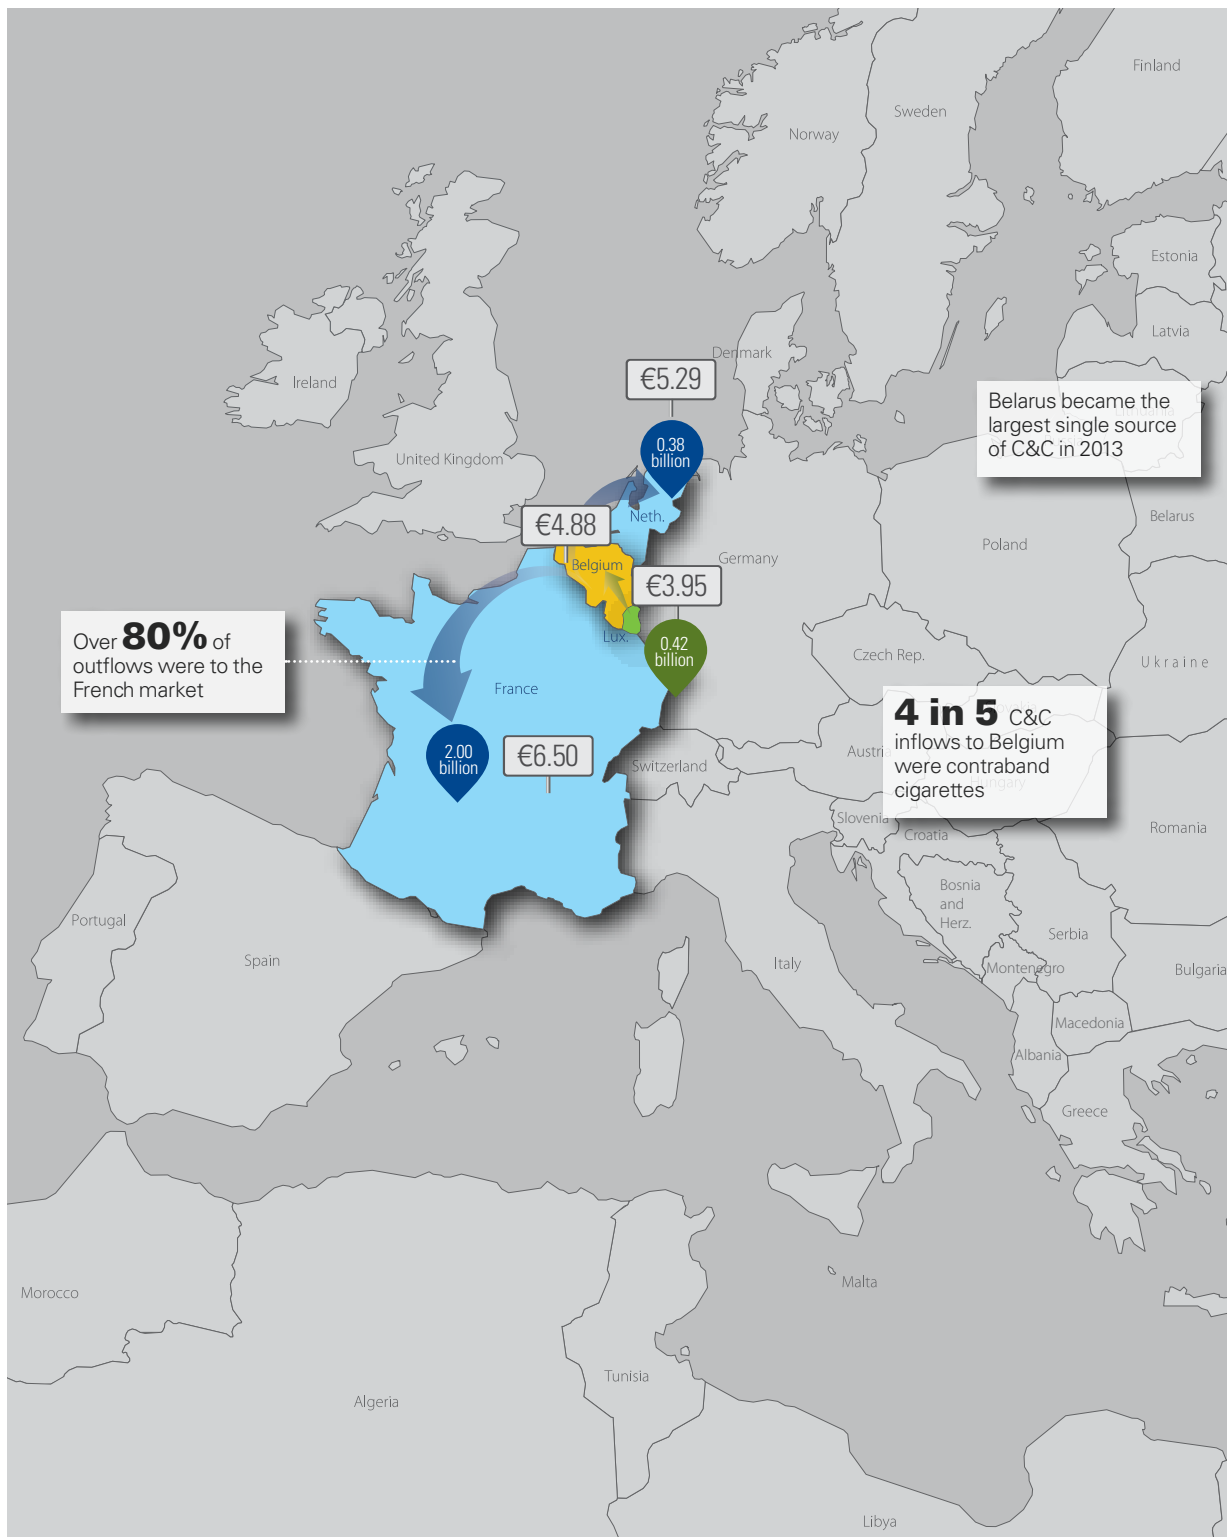 Finland
Sweden
Norway
Estonia
Latvia
Denmark
€5.29
Ireland
Belarus became the
largest single source
of C&C in 2013
Lithuania
0.38
billion
United Kingdom
Neth.
€4.88
Belarus
Poland
Germany
Belgium
€3.95
Over 80% of
outflows were to the
French market
Lux.
0.42
billion
Czech Rep.
Ukraine
France
4 in 5 C&C
inflows to Belgium
were contraband
cigarettes
2.00
billion
€6.50
Austria
Switzerland
Hungary
Slovenia
Croatia
Romania
Bosnia
and
Herz.
Portugal
Serbia
Spain
Italy
Montenegro
Bulgaria
Macedonia
Albania
Greece
Malta
Morocco
Tunisia
Algeria
Libya